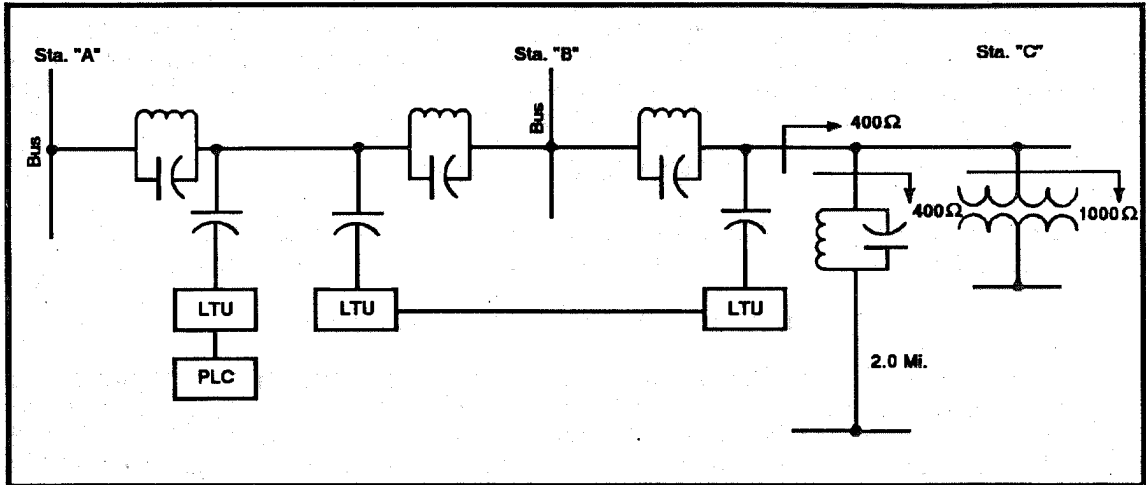 Sta. "A"
Sta. "B"
Sta. "C"
Bus
Bus
400Ω
400Ω
1000Ω
LTU
LTU
LTU
PLC
2.0 Mi.